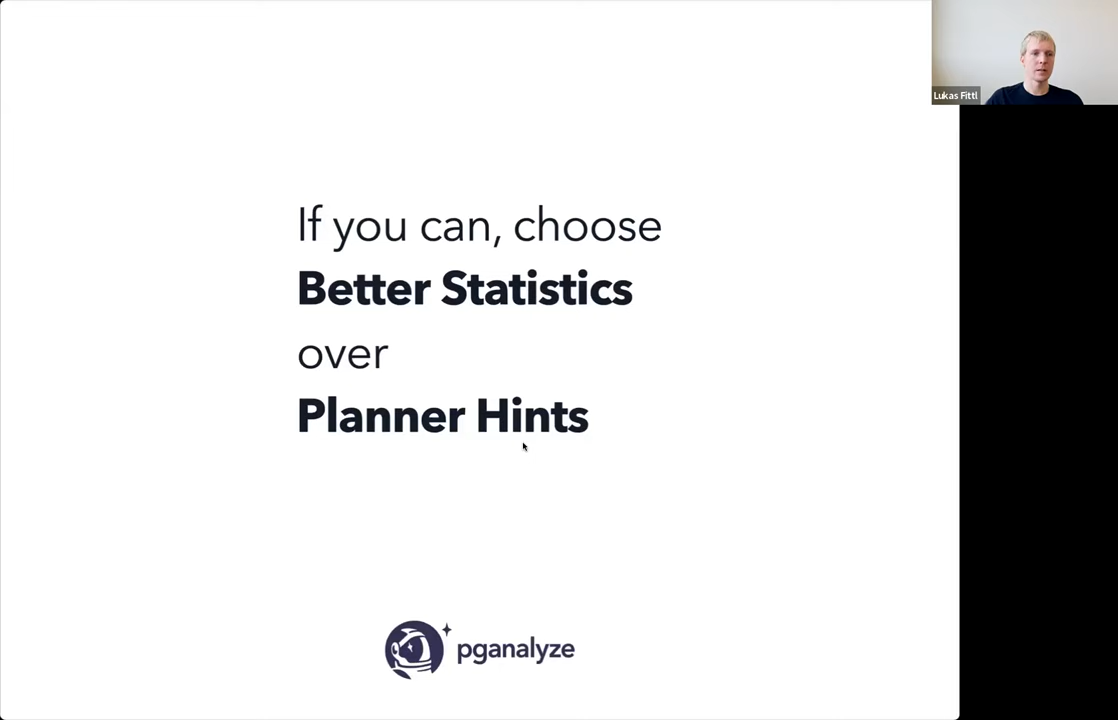 Lukas Fittl
If you can, choose
Better Statistics
over
Planner Hints
pganalyze